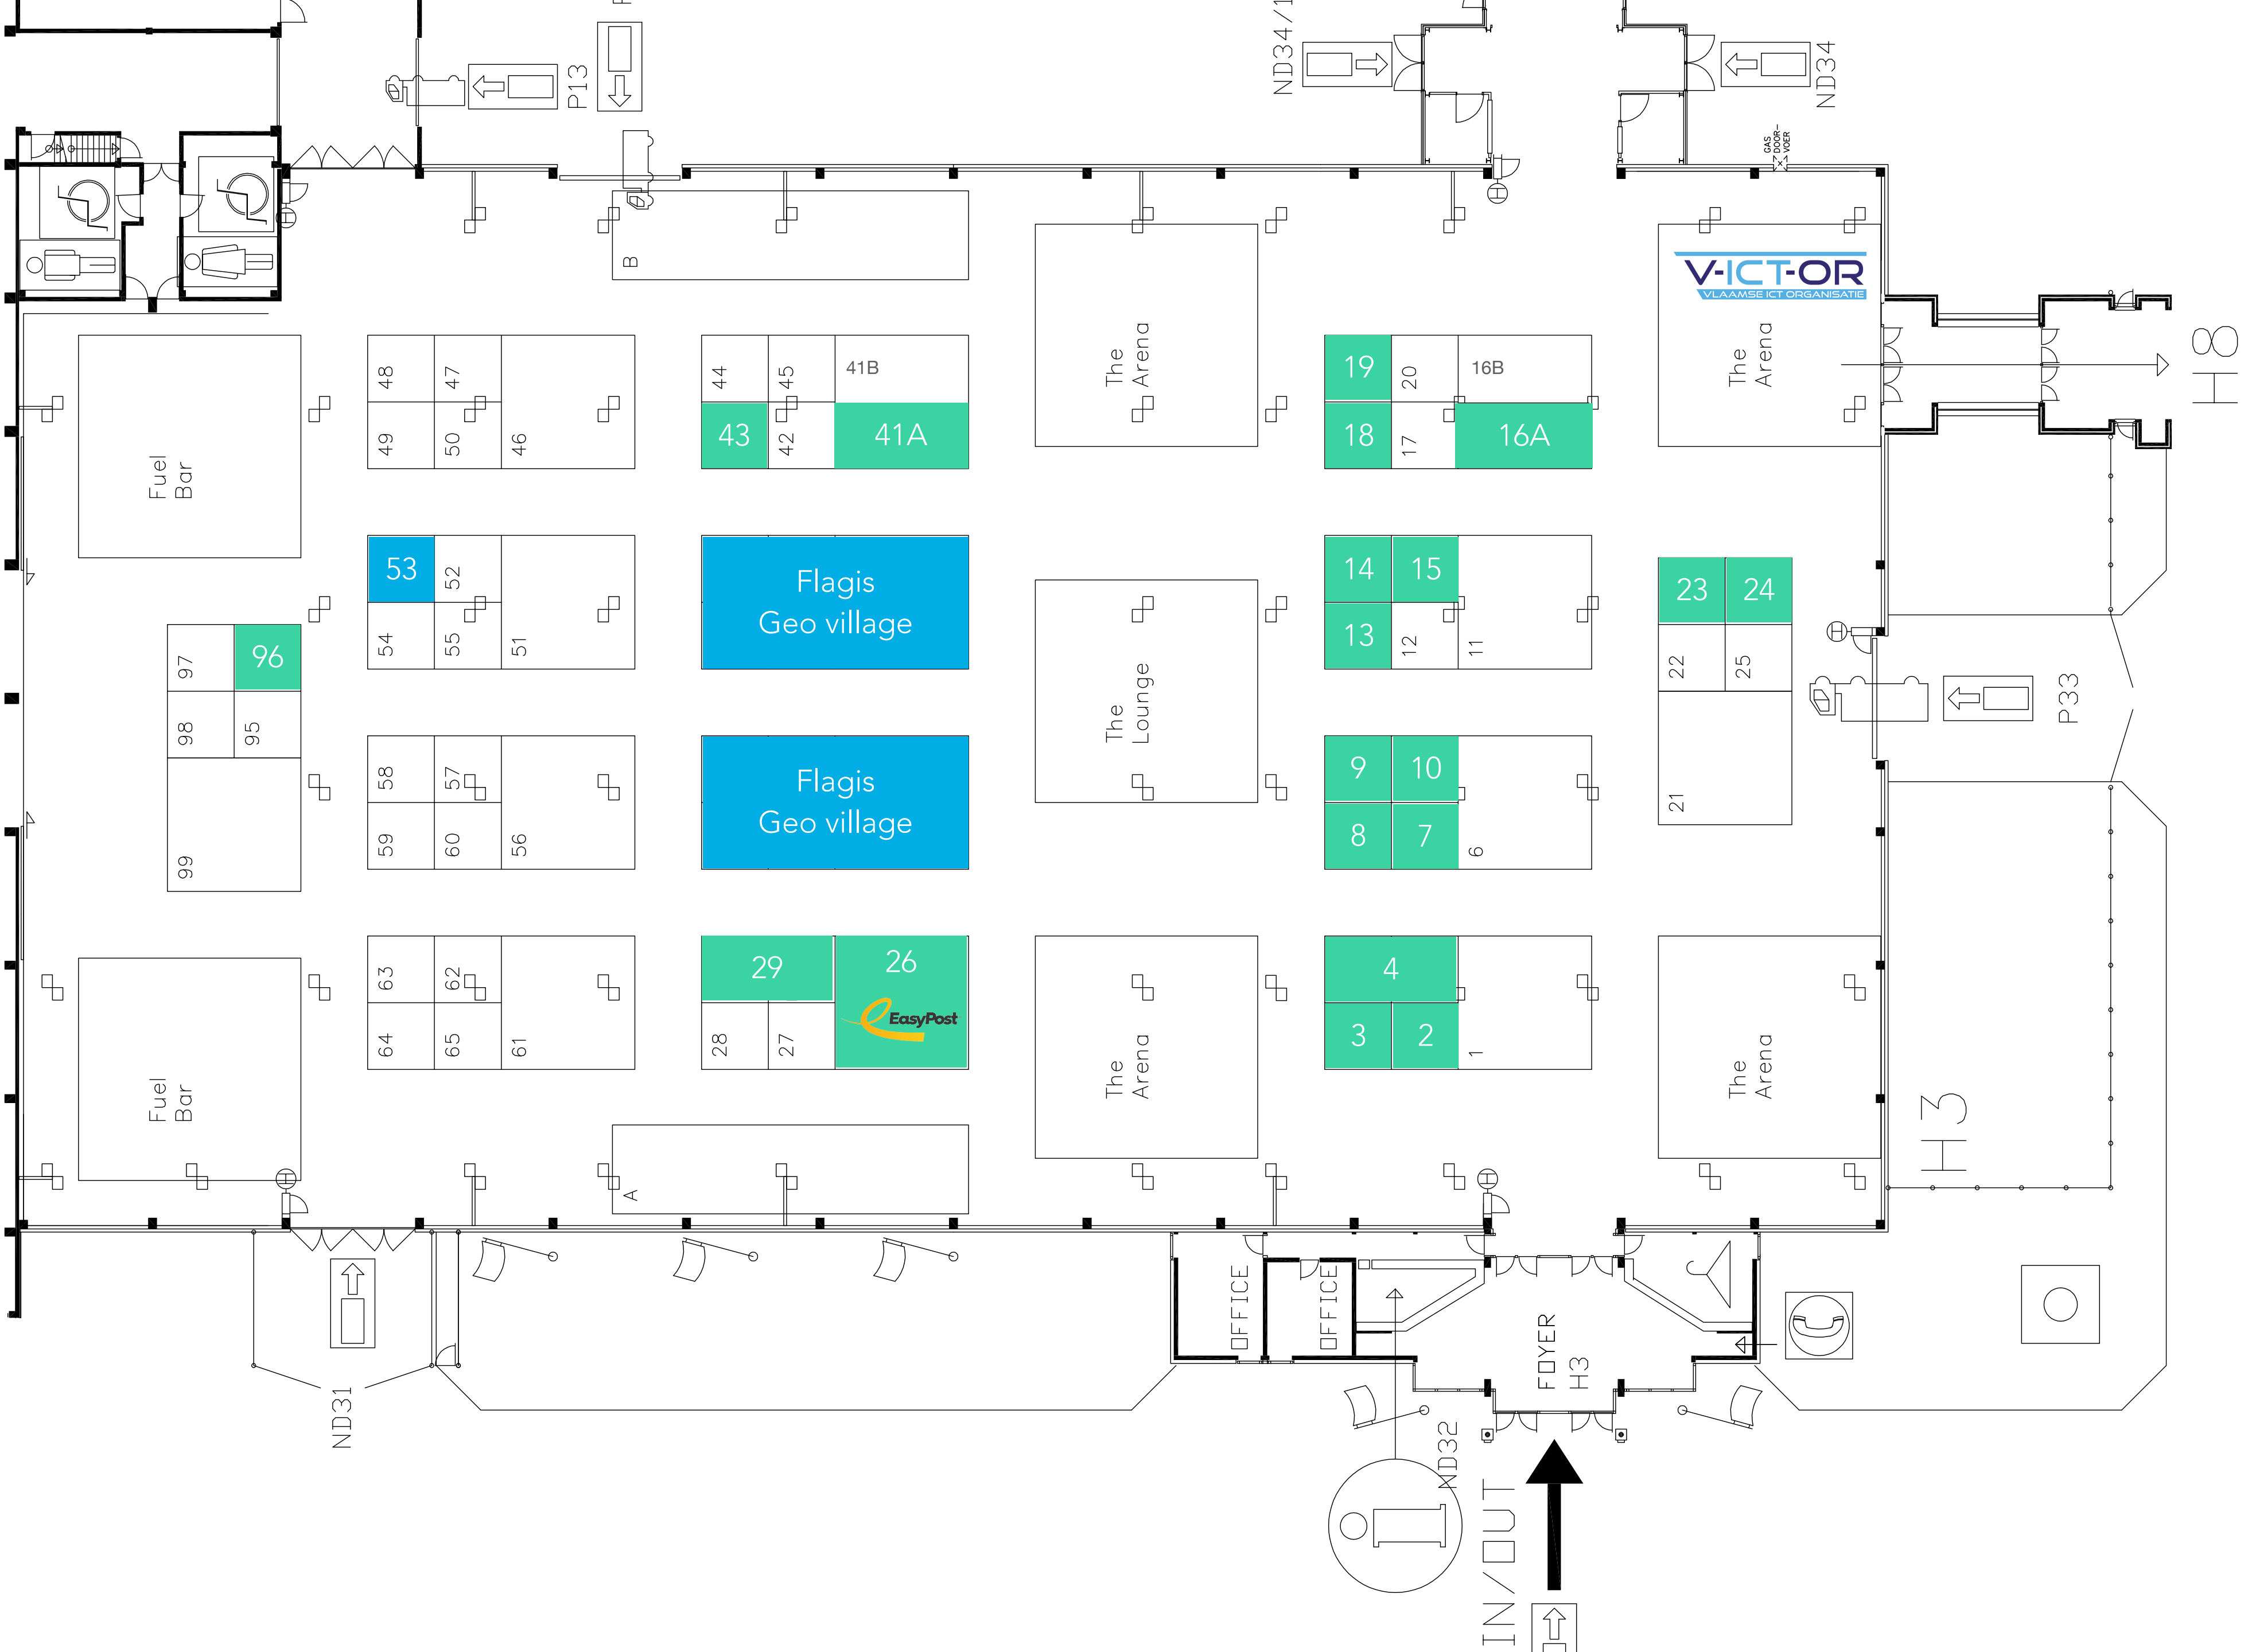 P13
ND34/1
ND34
GAS
DOOR-
VOER
B
V-ICT-OR
VLAAMSE ICT ORGANISATIE
H8
Fuel
Bar
48
47
49
50
46
44
45
41B
43
42
41A
The
Arena
19
20
16B
18
17
16A
The
Arena
53
52
54
55
51
Flagis
Geo village
The
Lounge
14
15
13
12
11
23
24
22
25
21
P33
97
96
98
95
99
58
57
59
60
56
Flagis
Geo village
9
10
8
7
6
Fuel
Bar
63
62
64
65
61
29
26
EasyPost
28
27
The
Arena
4
3
2
1
The
Arena
H3
A
ND31
OFFICE
OFFICE
FOYER
H3
ND32
IN/OUT